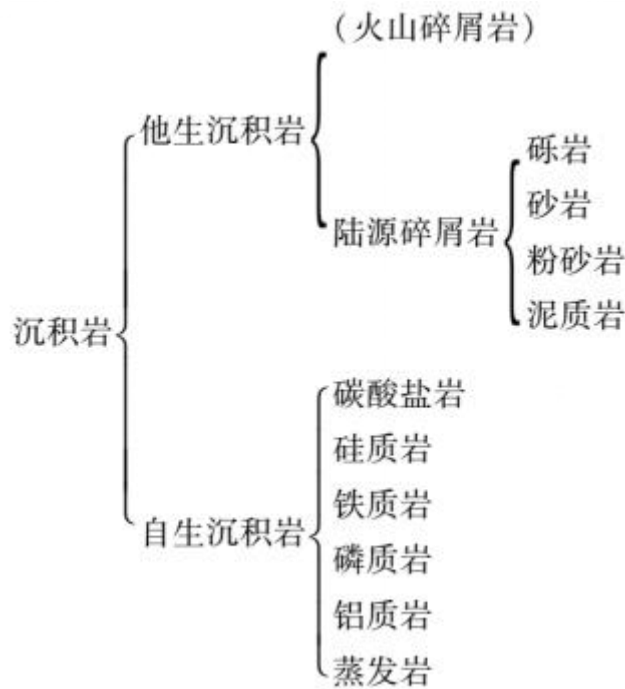 （火山碎屑岩）
他生沉积岩
砾岩
砂岩
陆源碎屑岩
粉砂岩
泥质岩
沉积岩
碳酸盐岩
硅质岩
铁质岩
自生沉积岩
磷质岩
铝质岩
蒸发岩